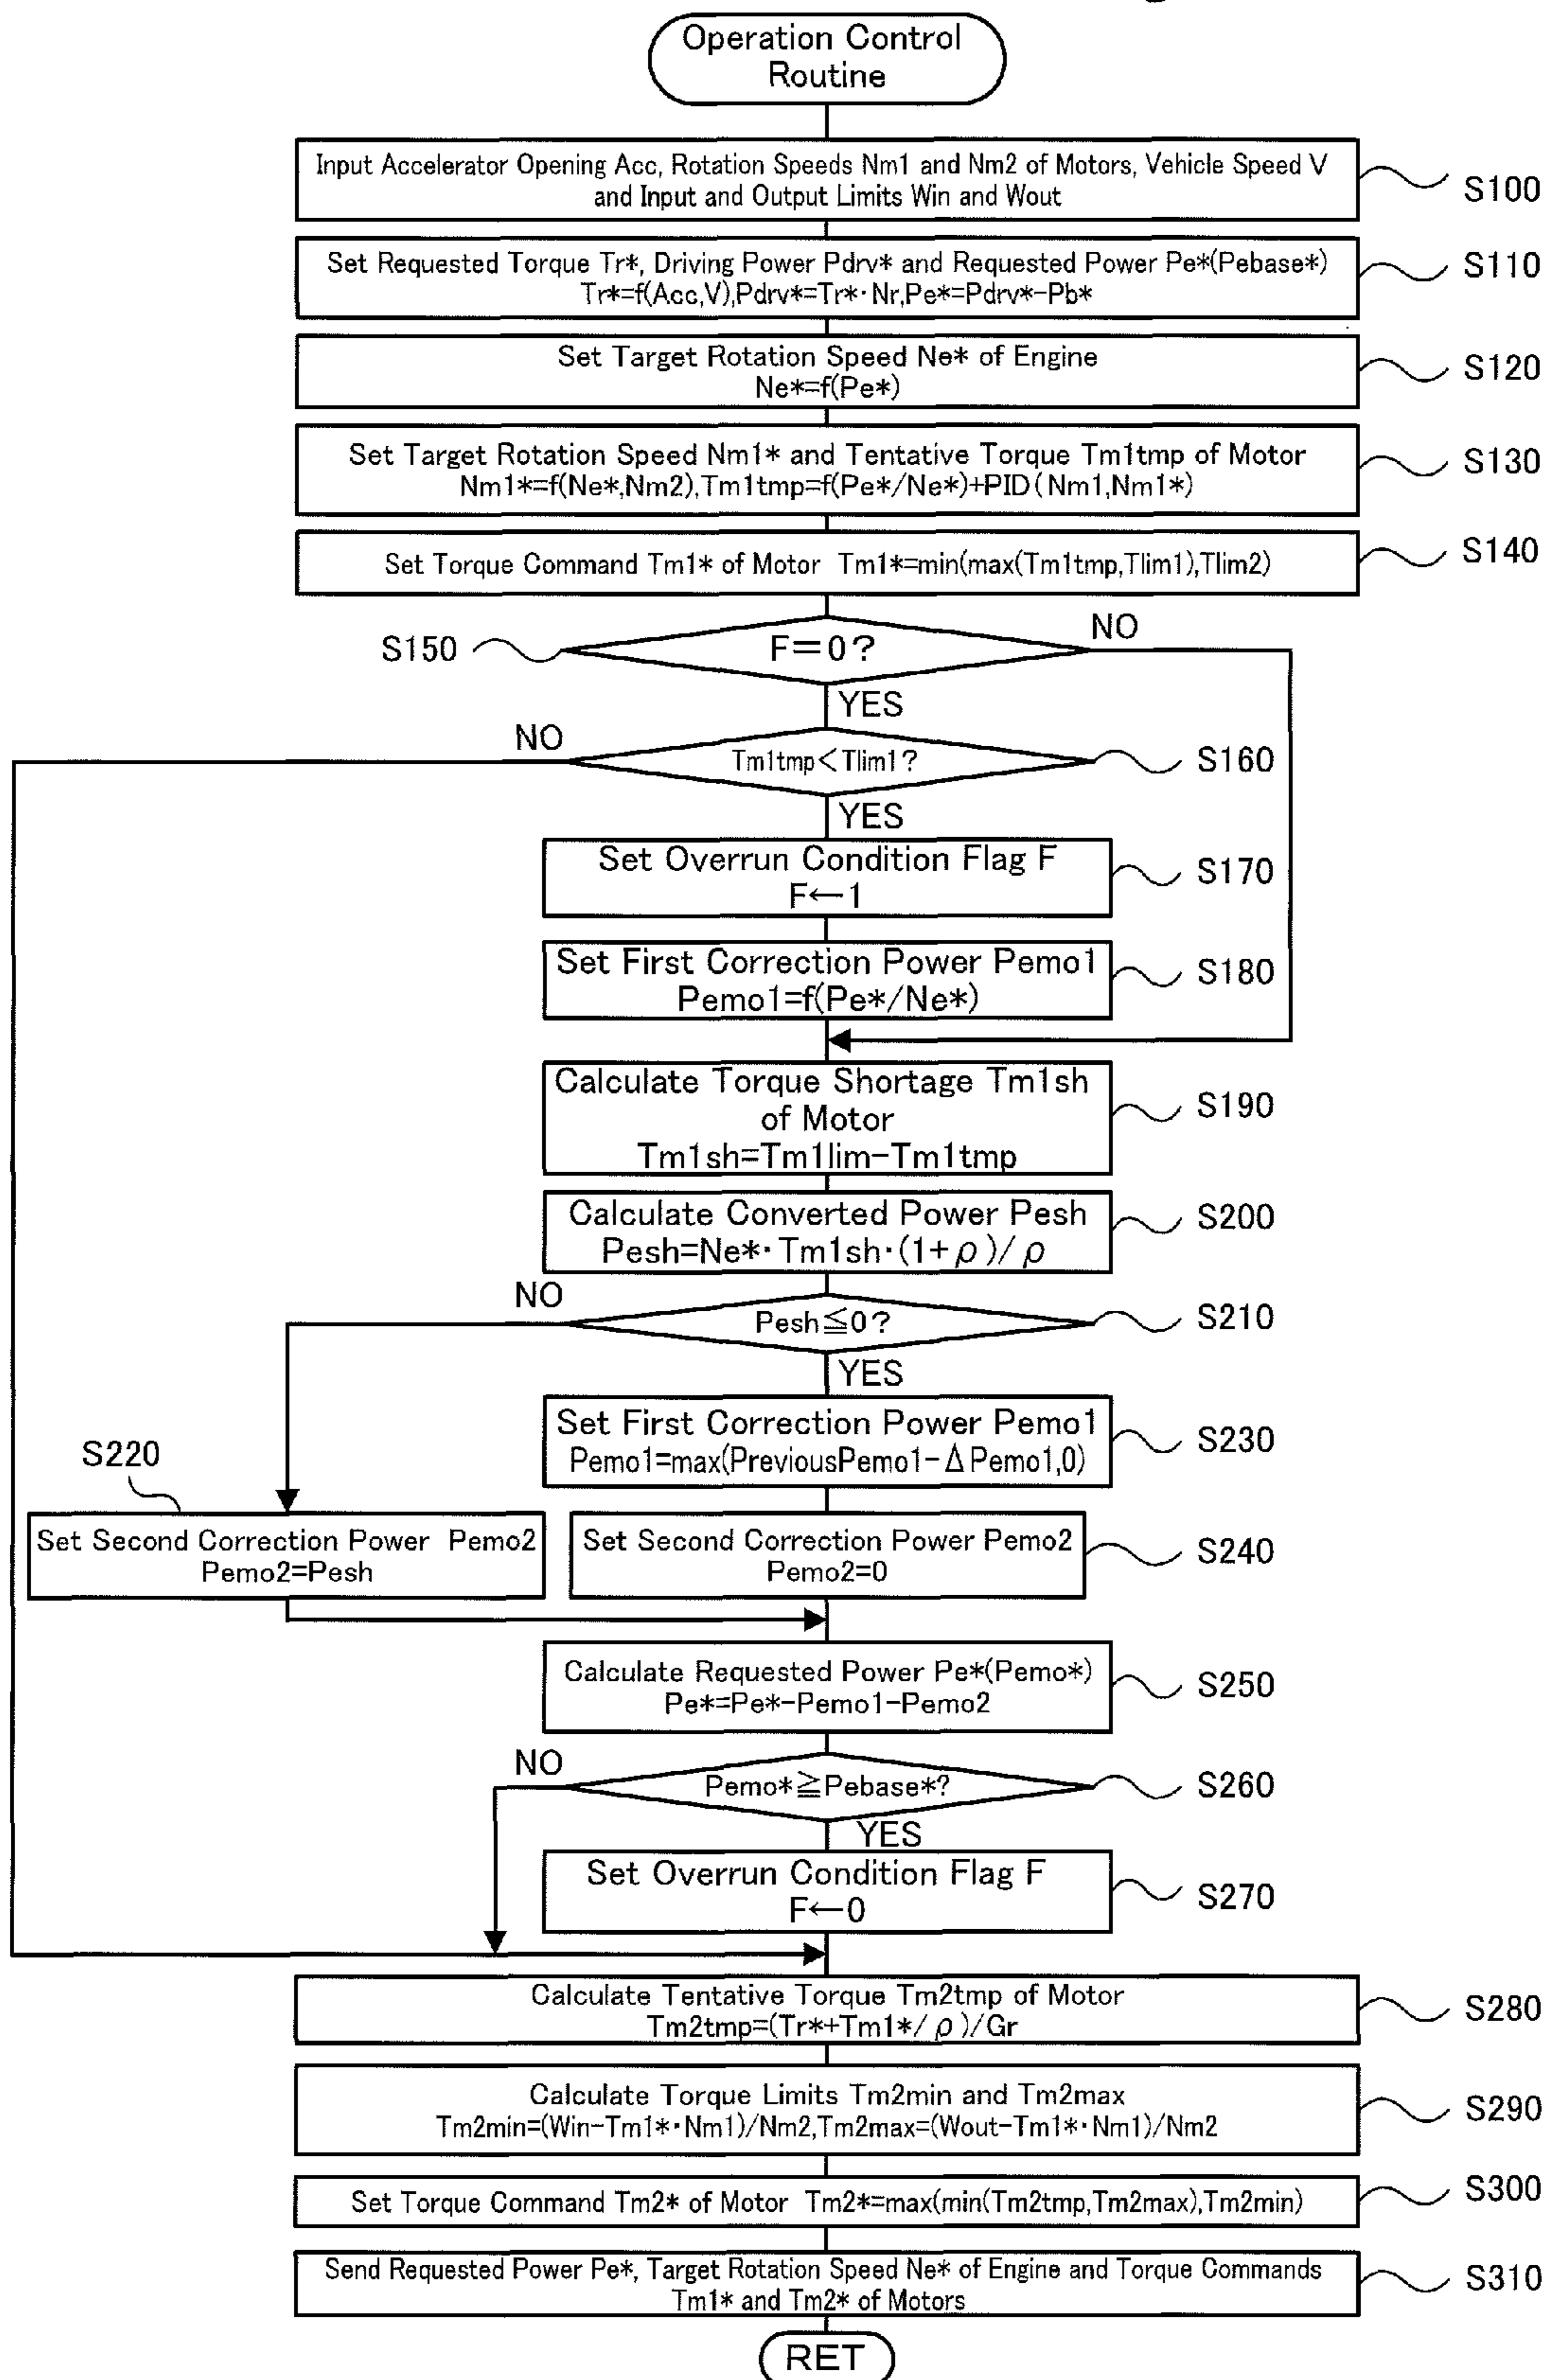 Operation Control
Routine
Input Accelerator Opening Acc, Rotation Speeds Nm1 and Nm2 of Motors, Vehicle Speed V
and Input and Output Limits Win and Wout
S100
Set Requested Torque Tr*, Driving Power Pdrv* and Requested Power Pe*(Pebase*)
Tr*=f(Acc,V),Pdrv*=Tr*·Nr,Pe*=Pdrv*-Pb*
S110
Set Target Rotation Speed Ne* of Engine
Ne*=f(Pe*)
S120
Set Target Rotation Speed Nm1* and Tentative Torque Tm1tmp of Motor
Nm1*=f(Ne*,Nm2),Tm1tmp=f(Pe*/Ne*)+PID(Nm1,Nm1*)
S130
Set Torque Command Tm1* of Motor Tm1*=min(max(Tm1tmp,Tlim1),Tlim2)
S140
S150
F=0?
NO
YES
NO
Tm1tmp<Tlim1?
S160
YES
Set Overrun Condition Flag F
F←1
S170
Set First Correction Power Pemo1
Pemo1=f(Pe*/Ne*)
S180
Calculate Torque Shortage Tm1sh
of Motor
Tm1sh=Tm1lim-Tm1tmp
S190
Calculate Converted Power Pesh
Pesh=Ne*·Tm1sh·(1+ρ)/ρ
S200
NO
Pesh≦0?
S210
YES
Set First Correction Power Pemo1
Pemo1=max(PreviousPemo1-ΔPemo1,0)
S230
S220
Set Second Correction Power Pemo2
Pemo2=Pesh
Set Second Correction Power Pemo2
Pemo2=0
S240
Calculate Requested Power Pe*(Pemo*)
Pe*=Pe*-Pemo1-Pemo2
S250
NO
Pemo*≧Pebase*?
S260
YES
Set Overrun Condition Flag F
F←0
S270
Calculate Tentative Torque Tm2tmp of Motor
Tm2tmp=(Tr*+Tm1*/ρ)/Gr
S280
Calculate Torque Limits Tm2min and Tm2max
Tm2min=(Win-Tm1*·Nm1)/Nm2,Tm2max=(Wout-Tm1*·Nm1)/Nm2
S290
Set Torque Command Tm2* of Motor Tm2*=max(min(Tm2tmp,Tm2max),Tm2min)
S300
Send Requested Power Pe*, Target Rotation Speed Ne* of Engine and Torque Commands
Tm1* and Tm2* of Motors
S310
RET